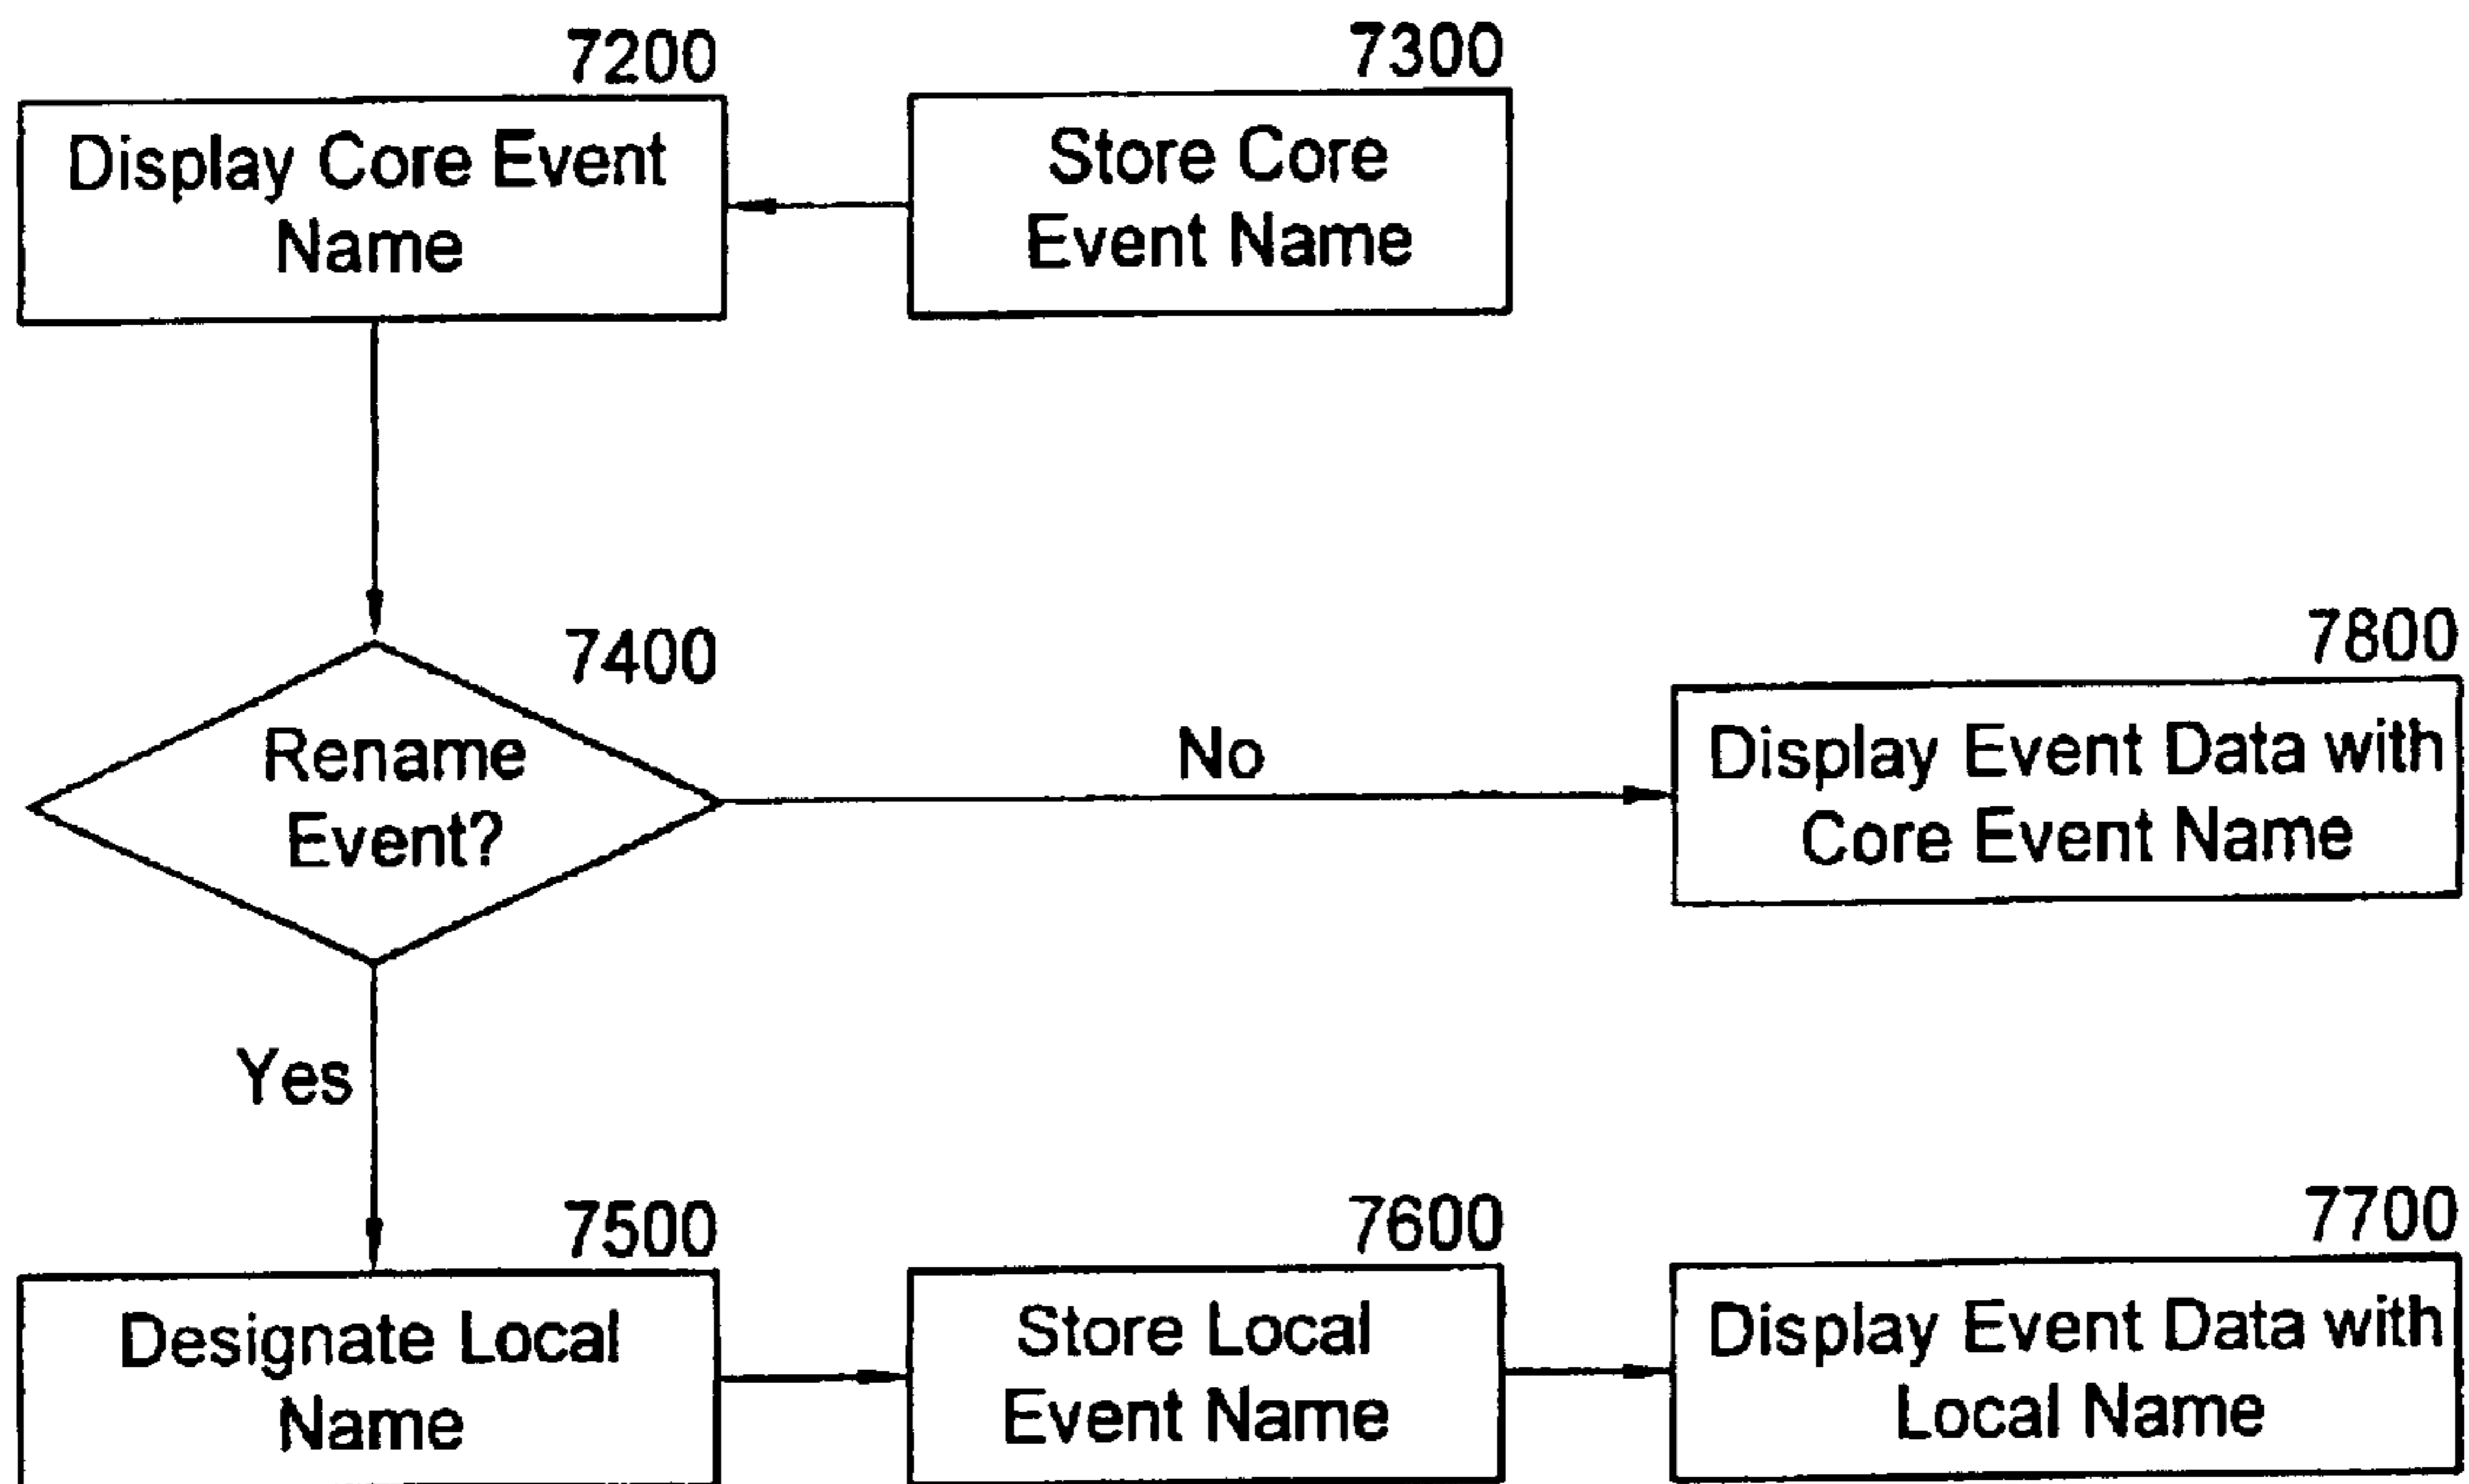 7200
Display Core Event
Name
7300
Store Core
Event Name
7400
Rename
Event?
No
7800
Display Event Data with
Core Event Name
Yes
7500
Designate Local
Name
7600
Store Local
Event Name
7700
Display Event Data with
Local Name